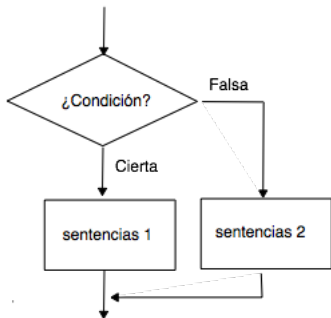 ¿Condición?
Falsa
Cierta
sentencias 1
sentencias 2